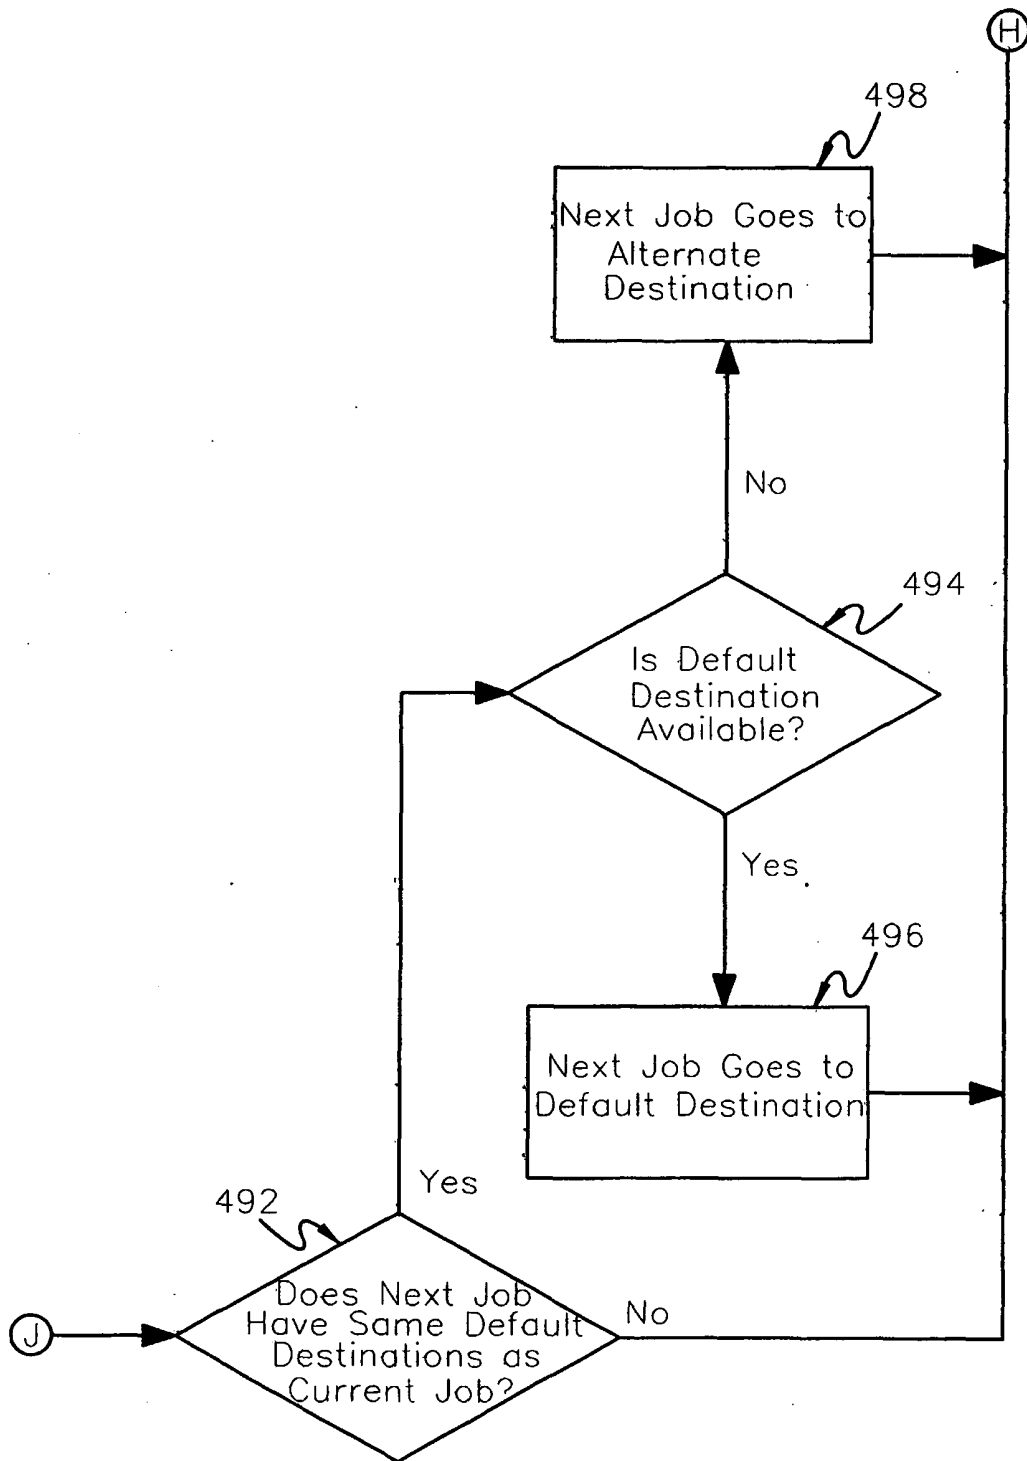 H
498
Next Job Goes to
Alternate
Destination
No
494
Is Default
Destination
Available?
Yes
496
Next Job Goes to
Default Destination
Yes
492
Does Next Job
Have Same Default
Destinations as
Current Job?
No
J